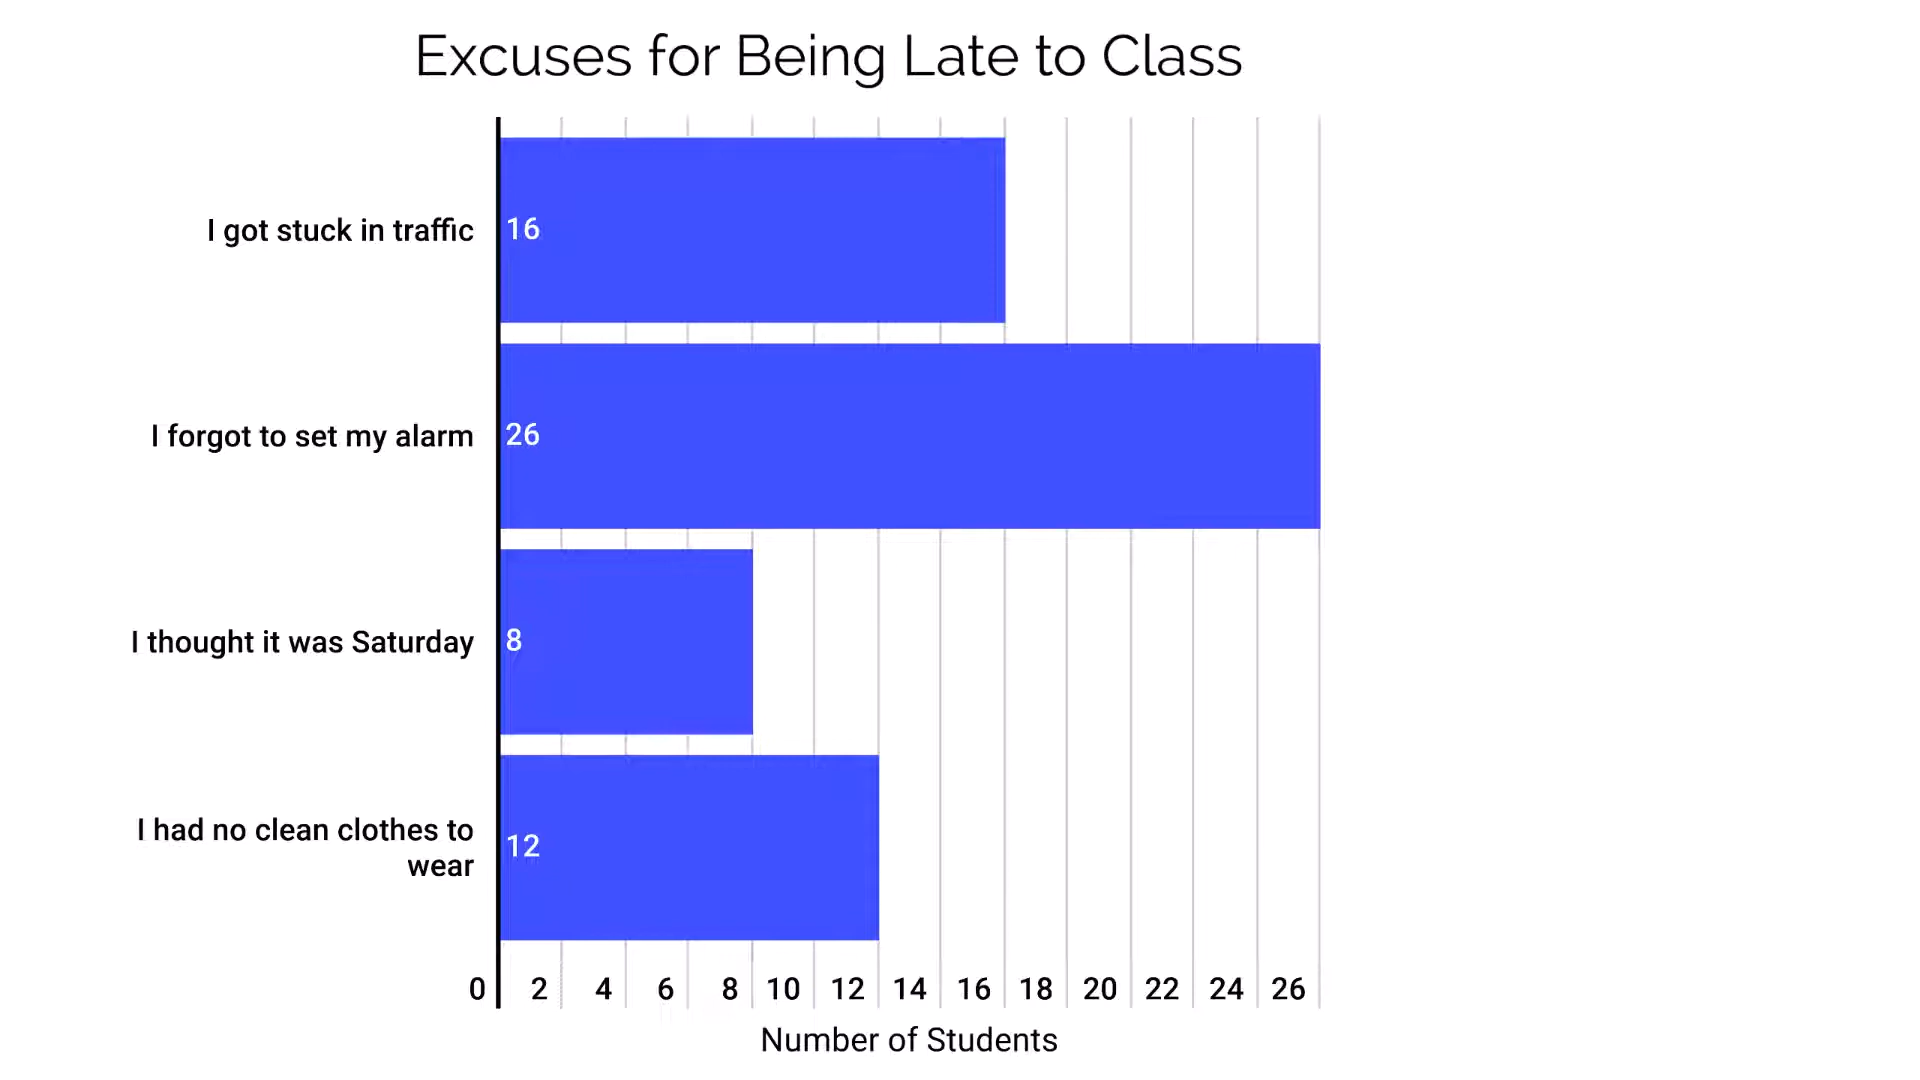 Excuses for Being Late to Class
I got stuck in traffic
16
I forgot to set my alarm
26
I thought it was Saturday
8
I had no clean clothes to
wear
12
0 2 4 6 8 10 12 14 16 18 20 22 24 26
Number of Students